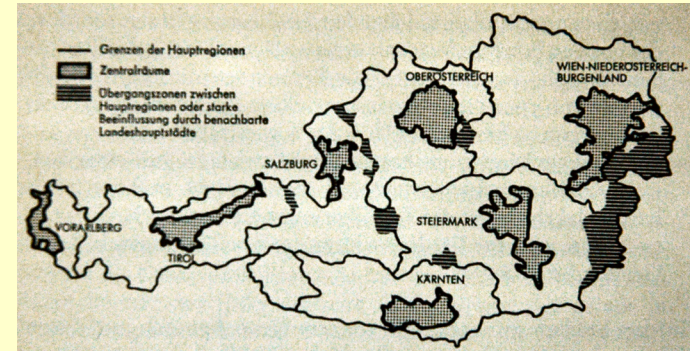 Grenzen der Hauptregionen
Zentralräume
Übergangszonen zwischen
Hauptregionen oder starke
Beeinflussung durch benachbarte
Landeshauptstädte
OBERÖSTERREICH
WIEN-NIEDERÖSTERREICH-
BURGENLAND
SALZBURG
VORARLBERG
TIROL
STEIERMARK
KÄRNTEN